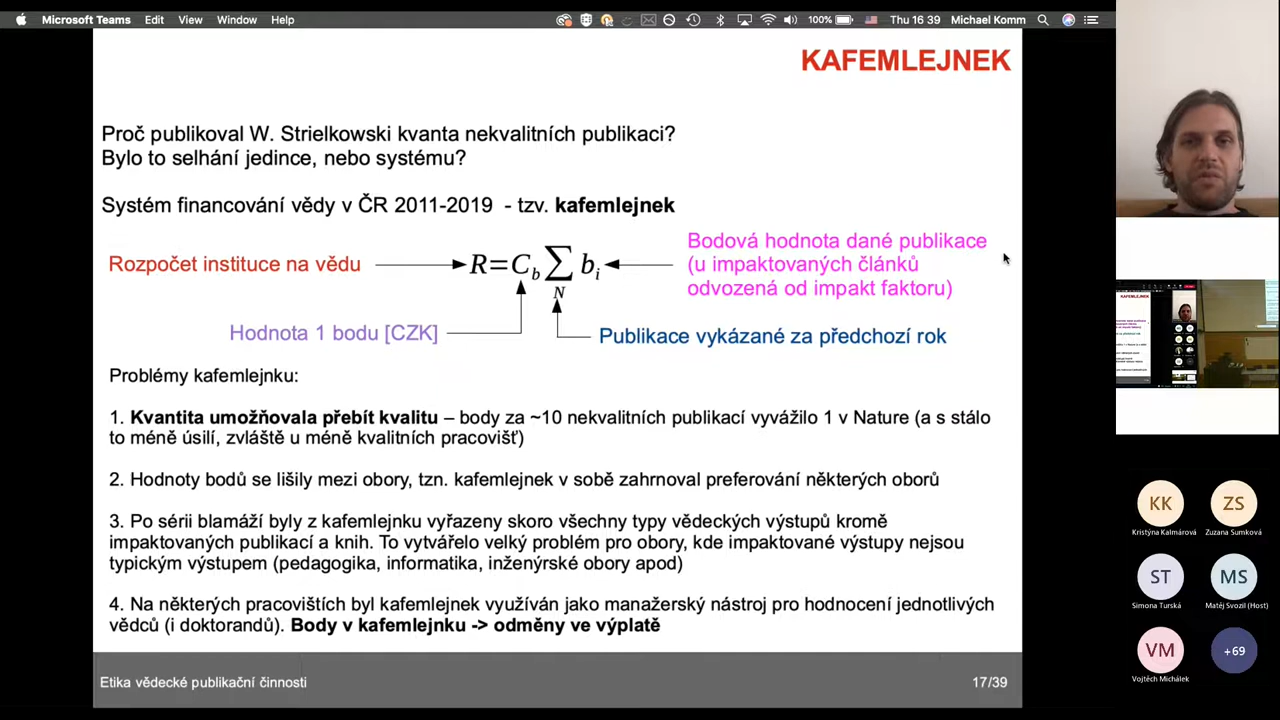 Microsoft Teams Edit View Window Help 100% Thu 16 39 Michael Komm
KAFEMLEJNEK
Proč publikoval W. Strielkowski kvanta nekvalitních publikaci?
Bylo to selhání jedince, nebo systému?
Systém financování vědy v ČR 2011-2019 - tzv. kafemlejnek
Rozpočet instituce na vědu
R=C_b∑_N b_i
Bodová hodnota dané publikace
(u impaktovaných článků
odvozená od impakt faktoru)
Hodnota 1 bodu [CZK]
Publikace vykázané za předchozí rok
Problémy kafemlejnku:
1. Kvantita umožňovala přebít kvalitu – body za ~10 nekvalitních publikací vyvážilo 1 v Nature (a s stálo
to méně úsilí, zvláště u méně kvalitních pracovišť)
2. Hodnoty bodů se lišily mezi obory, tzn. kafemlejnek v sobě zahrnoval preferování některých oborů
3. Po sérii blamáží byly z kafemlejnku vyřazeny skoro všechny typy vědeckých výstupů kromě
impaktovaných publikací a knih. To vytvářelo velký problém pro obory, kde impaktované výstupy nejsou
typickým výstupem (pedagogika, informatika, inženýrské obory apod)
4. Na některých pracovištích byl kafemlejnek využíván jako manažerský nástroj pro hodnocení jednotlivých
vědců (i doktorandů). Body v kafemlejnku -> odměny ve výplatě
Etika vědecké publikační činnosti
17/39
KAFEMLEJNEK
KK ZS
Kristýna Kalmárová Zuzana Sumková
ST MS
Simona Turská Matěj Svozil (Host)
VM +69
Vojtěch Michálek